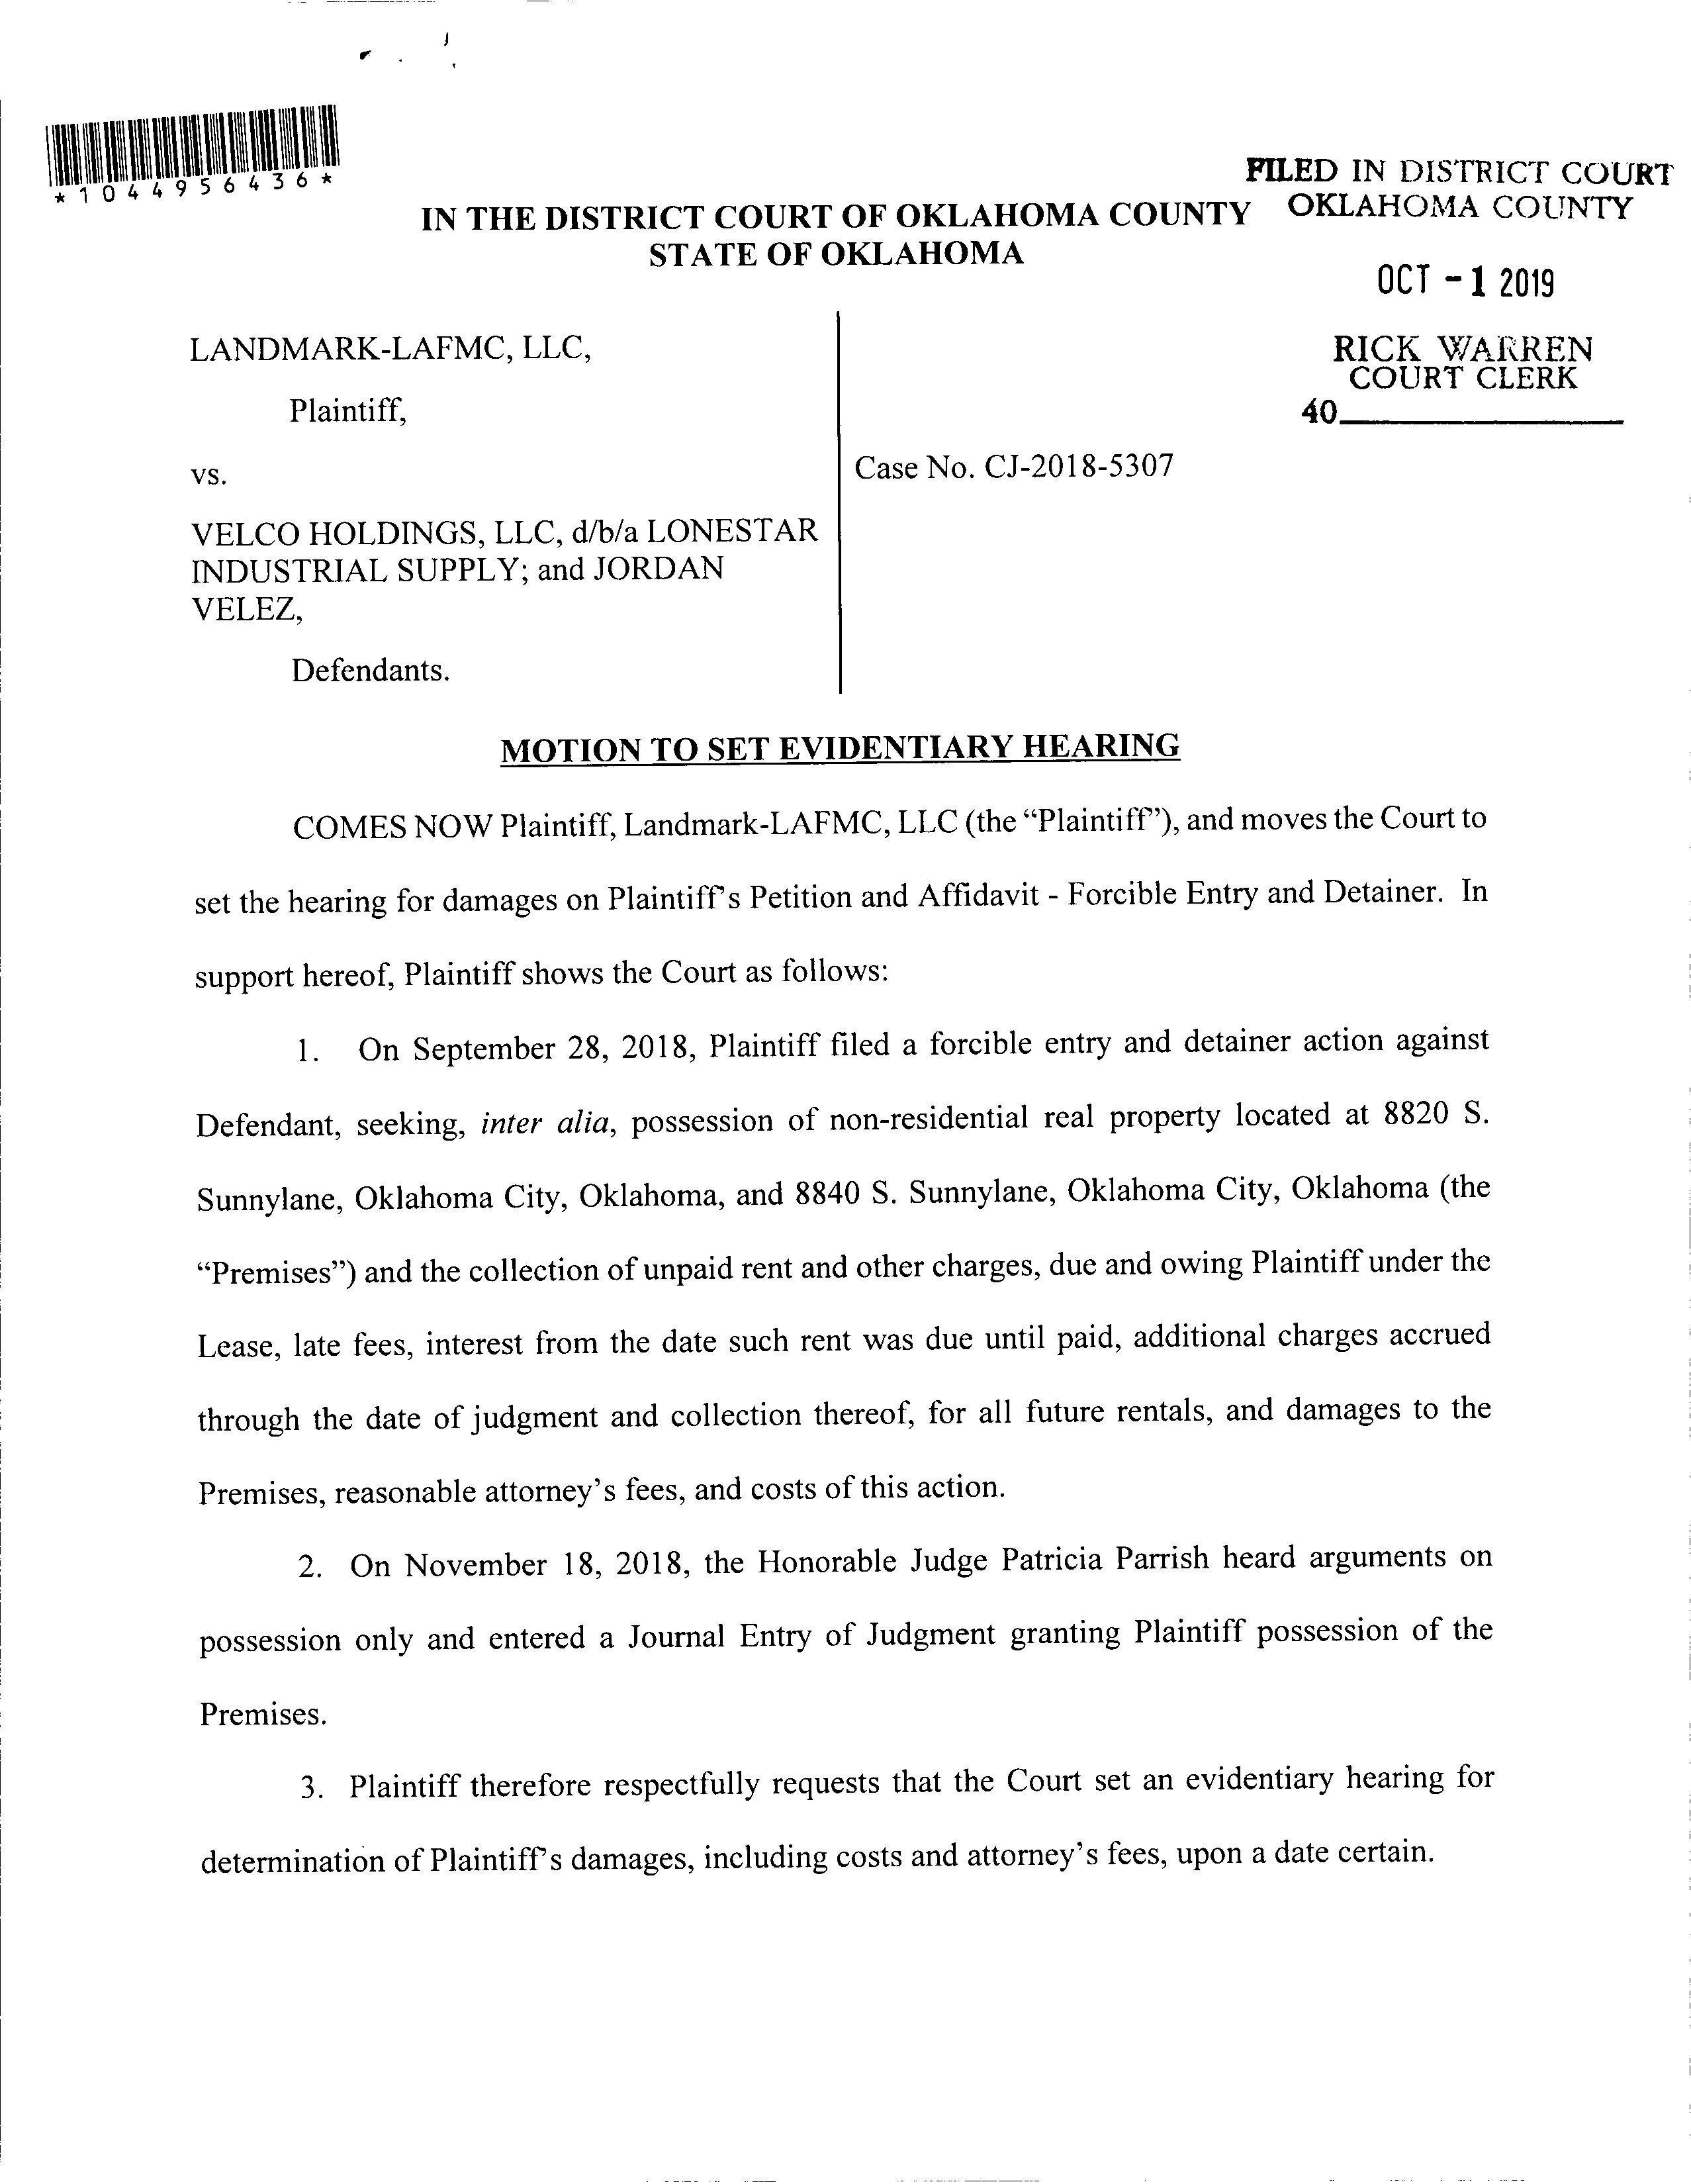 *1044956436*
FILED IN DISTRICT COURT
OKLAHOMA COUNTY
IN THE DISTRICT COURT OF OKLAHOMA COUNTY
STATE OF OKLAHOMA
OCT - 1 2019
RICK WARREN
COURT CLERK
40
LANDMARK-LAFMC, LLC,
Plaintiff,
vs.
Case No. CJ-2018-5307
VELCO HOLDINGS, LLC, d/b/a LONESTAR
INDUSTRIAL SUPPLY; and JORDAN
VELEZ,
Defendants.
MOTION TO SET EVIDENTIARY HEARING
COMES NOW Plaintiff, Landmark-LAFMC, LLC (the “Plaintiff”), and moves the Court to
set the hearing for damages on Plaintiff's Petition and Affidavit - Forcible Entry and Detainer. In
support hereof, Plaintiff shows the Court as follows:
1. On September 28, 2018, Plaintiff filed a forcible entry and detainer action against
Defendant, seeking, inter alia, possession of non-residential real property located at 8820 S.
Sunnylane, Oklahoma City, Oklahoma, and 8840 S. Sunnylane, Oklahoma City, Oklahoma (the
“Premises”) and the collection of unpaid rent and other charges, due and owing Plaintiff under the
Lease, late fees, interest from the date such rent was due until paid, additional charges accrued
through the date of judgment and collection thereof, for all future rentals, and damages to the
Premises, reasonable attorney’s fees, and costs of this action.
2. On November 18, 2018, the Honorable Judge Patricia Parrish heard arguments on
possession only and entered a Journal Entry of Judgment granting Plaintiff possession of the
Premises.
3. Plaintiff therefore respectfully requests that the Court set an evidentiary hearing for
determination of Plaintiff's damages, including costs and attorney’s fees, upon a date certain.